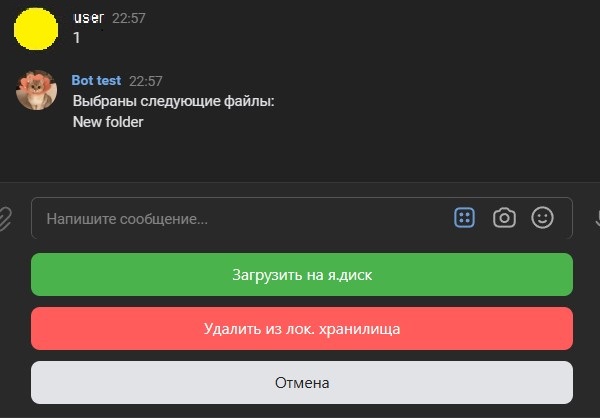 user 22:57
1
Bot test 22:57
Выбраны следующие файлы:
New folder
Напишите сообщение...
Загрузить на я.диск
Удалить из лок. хранилища
Отмена